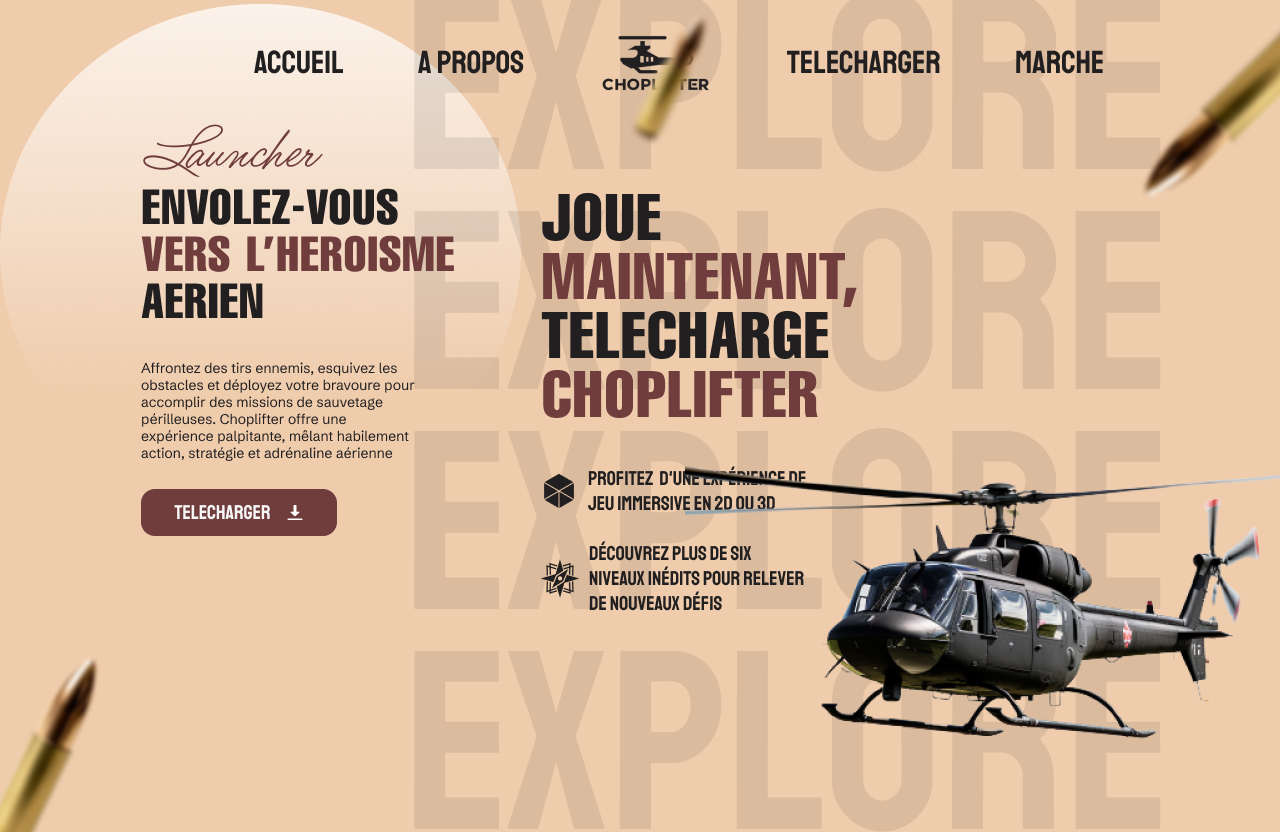 ACCUEIL
A PROPOS
TELECHARGER
MARCHE
Launcher
ENVOLEZ-VOUS
VERS L'HEROISME
AERIEN
Affrontez des tirs ennemis, esquivez les
obstacles et déployez votre bravoure pour
accomplir des missions de sauvetage
périlleuses. Choplifter offre une
expérience palpitante, mêlant habilement
action, stratégie et adrénaline aérienne
TELECHARGER
JOUE
MAINTENANT,
TELECHARGE
CHOPLIFTER
PROFITEZ D'UNE EXPÉRIENCE DE
JEU IMMERSIVE EN 2D OU 3D
DÉCOUVREZ PLUS DE SIX
NIVEAUX INÉDITS POUR RELEVER
DE NOUVEAUX DÉFIS
EXPLORE
EXPLORE
EXPLORE
EXPLORE